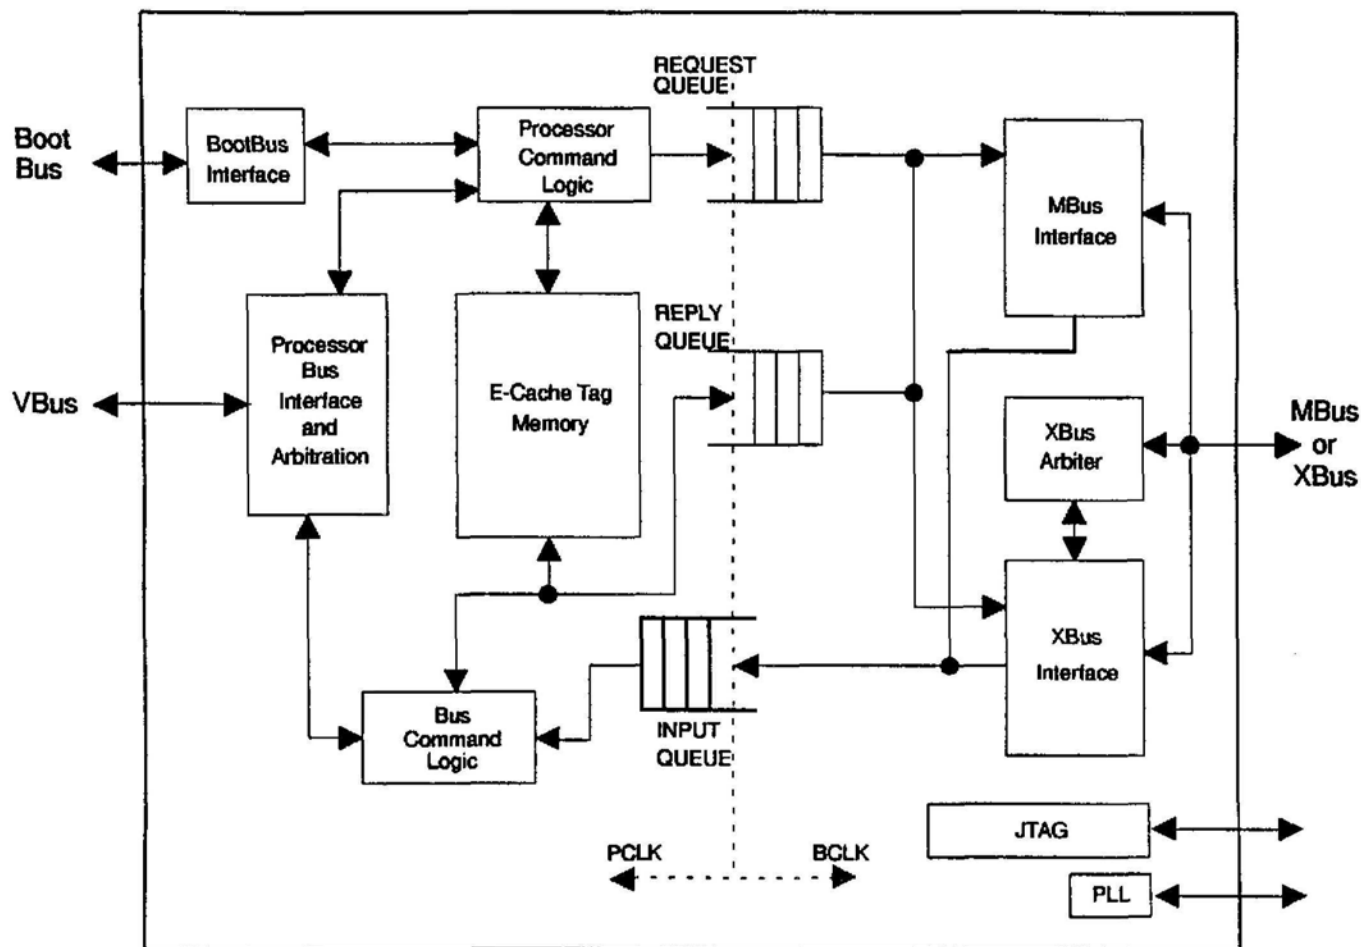 REQUEST
QUEUE
Boot
Bus
BootBus
Interface
Processor
Command
Logic
MBus
Interface
Processor
Bus
Interface
and
Arbitration
VBus
E-Cache Tag
Memory
REPLY
QUEUE
XBus
Arbiter
MBus
or
XBus
XBus
Interface
Bus
Command
Logic
INPUT
QUEUE
JTAG
PCLK
BCLK
PLL